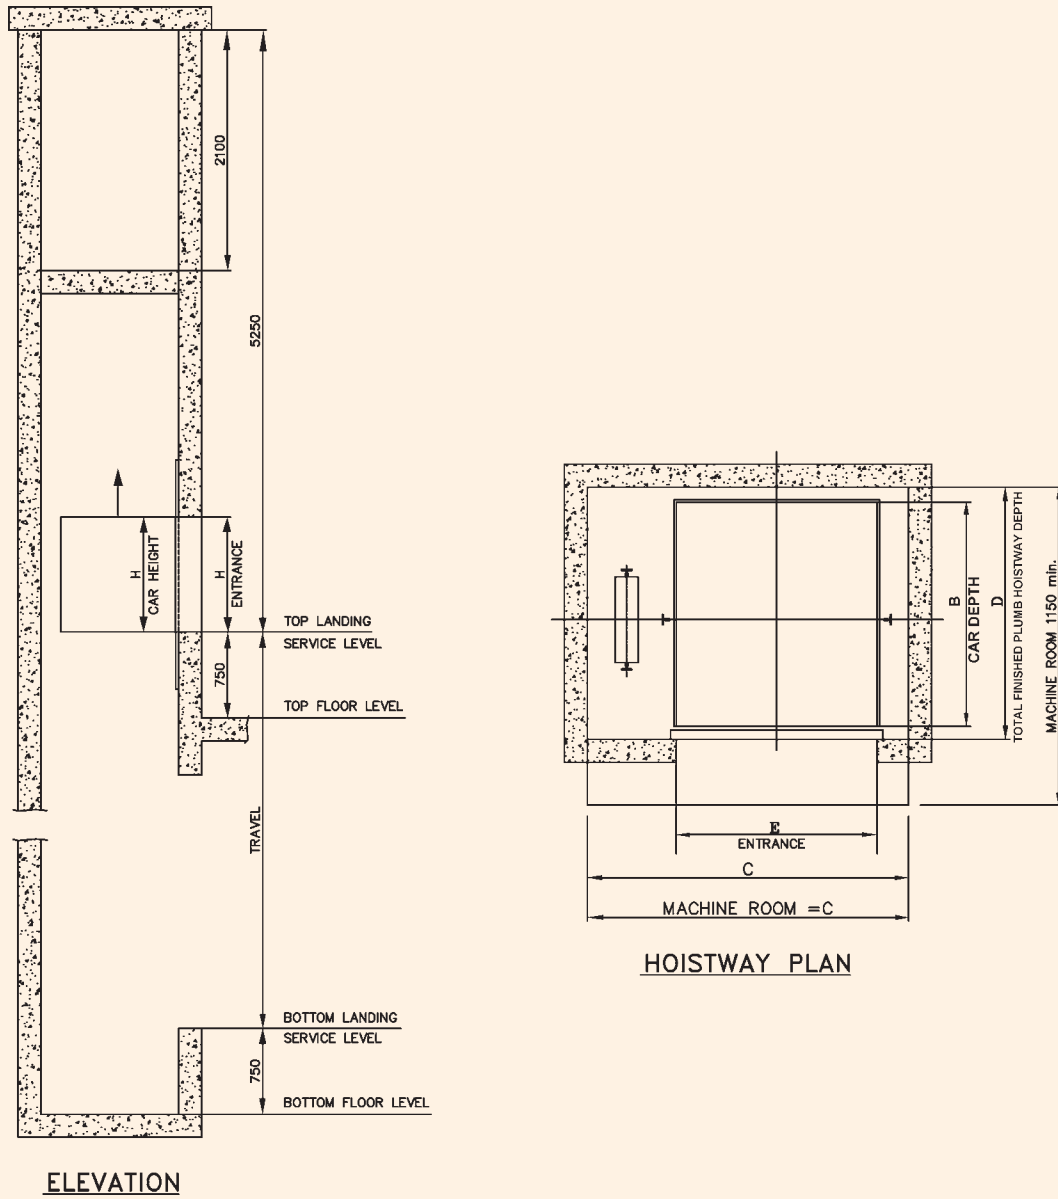 2100
5250
H
CAR HEIGHT
H
ENTRANCE
TOP LANDING
SERVICE LEVEL
750
TOP FLOOR LEVEL
TRAVEL
BOTTOM LANDING
SERVICE LEVEL
750
BOTTOM FLOOR LEVEL
ELEVATION
B
CAR DEPTH
D
TOTAL FINISHED PLUMB HOISTWAY DEPTH
MACHINE ROOM 1150 min.
E
ENTRANCE
C
MACHINE ROOM =C
HOISTWAY PLAN